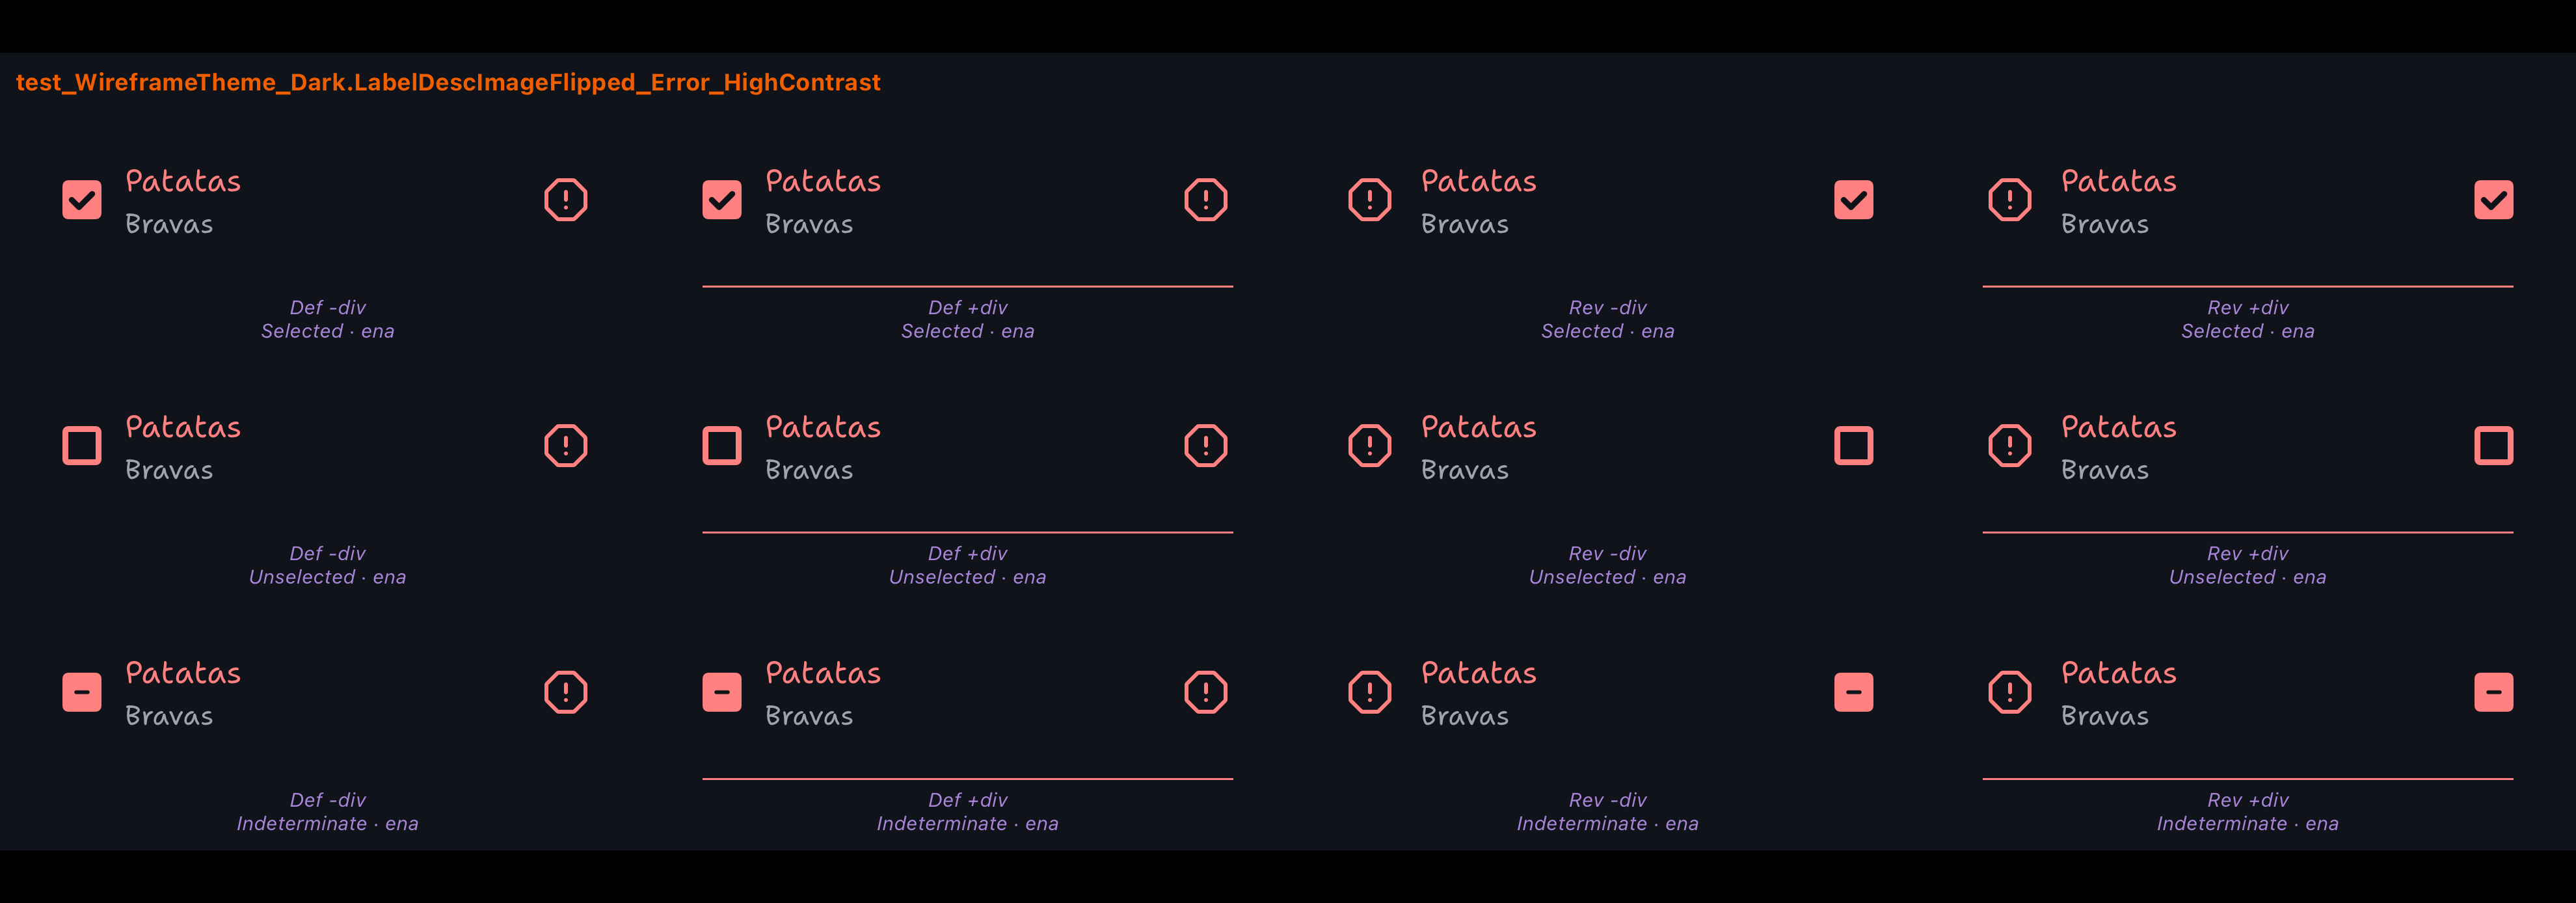 test_WireframeTheme_Dark.LabelDescImageFlipped_Error_HighContrast
Patatas
Bravas
Def -div
Selected · ena
Patatas
Bravas
Def +div
Selected · ena
Patatas
Bravas
Rev -div
Selected · ena
Patatas
Bravas
Rev +div
Selected · ena
Patatas
Bravas
Def -div
Unselected · ena
Patatas
Bravas
Def +div
Unselected · ena
Patatas
Bravas
Rev -div
Unselected · ena
Patatas
Bravas
Rev +div
Unselected · ena
Patatas
Bravas
Def -div
Indeterminate · ena
Patatas
Bravas
Def +div
Indeterminate · ena
Patatas
Bravas
Rev -div
Indeterminate · ena
Patatas
Bravas
Rev +div
Indeterminate · ena